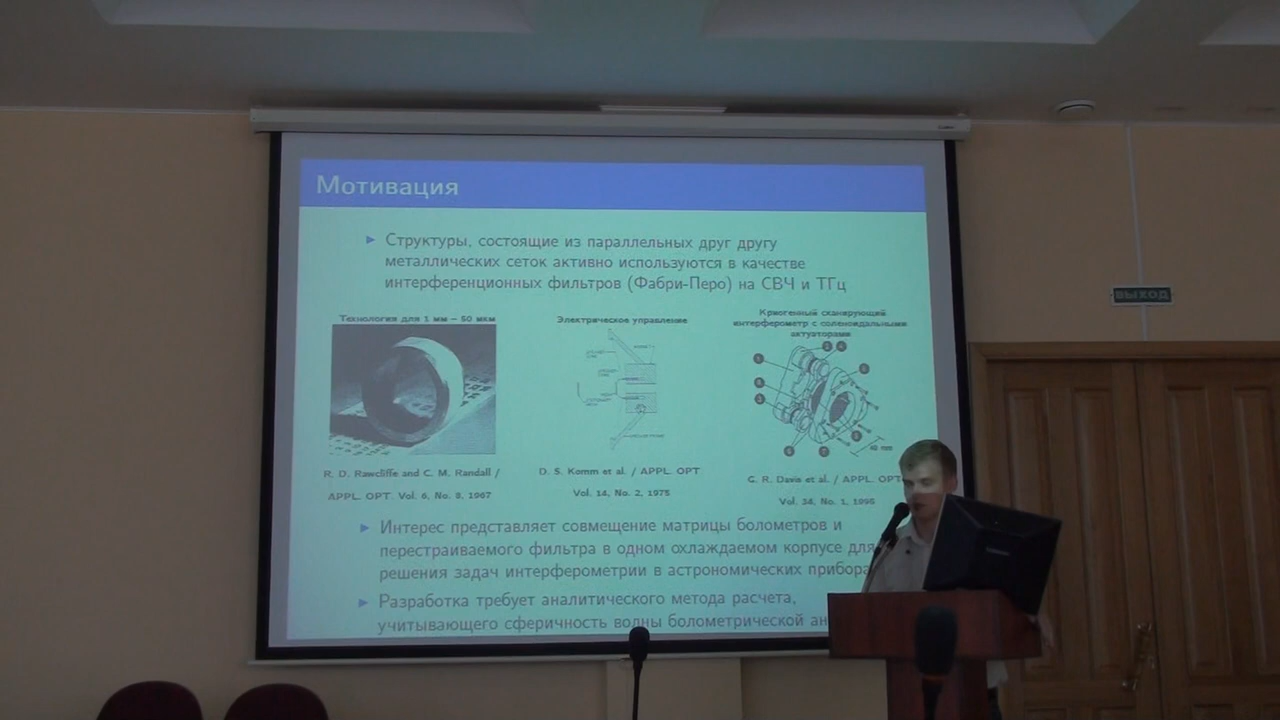 Мотивация
Структуры, состоящие из параллельных друг другу
металлических сеток активно используются в качестве
интерференционных фильтров (Фабри-Перо) на СВЧ и ТГц
Технология для 1 мм – 50 мкм
Электрическое управление
Криогенный сканирующий
интерферометр с соленоидальными
актуаторами
R. D. Rawcliffe and C. M. Randall /
APPL. OPT. Vol. 6, No. 8, 1967
D. S. Komm et al. / APPL. OPT
Vol. 14, No. 2, 1975
G. R. Davis et al. / APPL. OPT
Vol. 34, No. 1, 1995
Интерес представляет совмещение матрицы болометров и
перестраиваемого фильтра в одном охлаждаемом корпусе для
решения задач интерферометрии в астрономических
Разработка требует аналитического метода расчета,
учитывающего сферичность волны болометрической
ВЫХОД